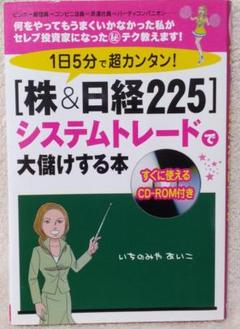 何をやってもうまくいかなかった私が
セレブ投資家になった㊙テク教えます!
1日5分で超カンタン!
[株&日経225]
システムトレードで
大儲けする本
すぐに使える
CD-ROM付き
いちのみや あいこ